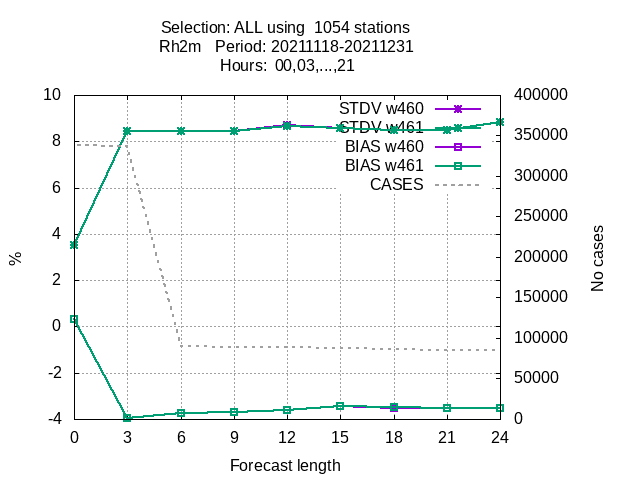 Selection: ALL using  1054 stations
Rh2m   Period: 20211118-20211231
Hours:  00,03,...,21
10
8
6
4
2
0
-2
-4
%
STDV w460
STDV w461
BIAS w460
BIAS w461
CASES
400000
350000
300000
250000
200000
150000
100000
50000
0
No cases
0 3 6 9 12 15 18 21 24
Forecast length